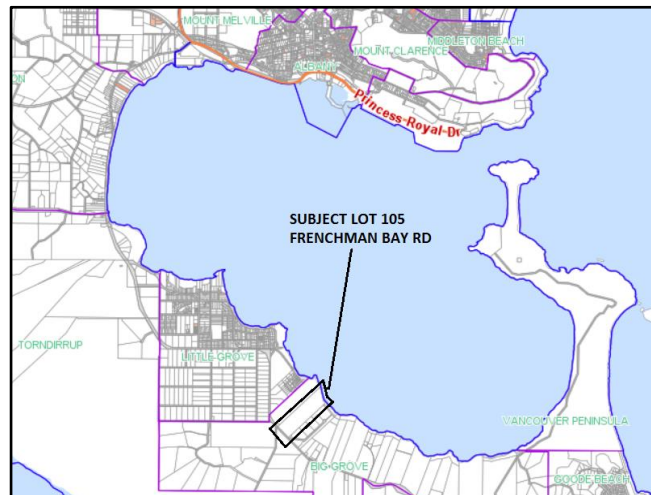 MOUNT MELVILLE
MIDDLETON BEACH
MOUNT CLARENCE
ALBANY
ON
Princess-Royal-Dr
SUBJECT LOT 105
FRENCHMAN BAY RD
TORNDIRRUP
LITTLE GROVE
VANCOUVER PENINSULA
BIG GROVE
GOODE BEACH